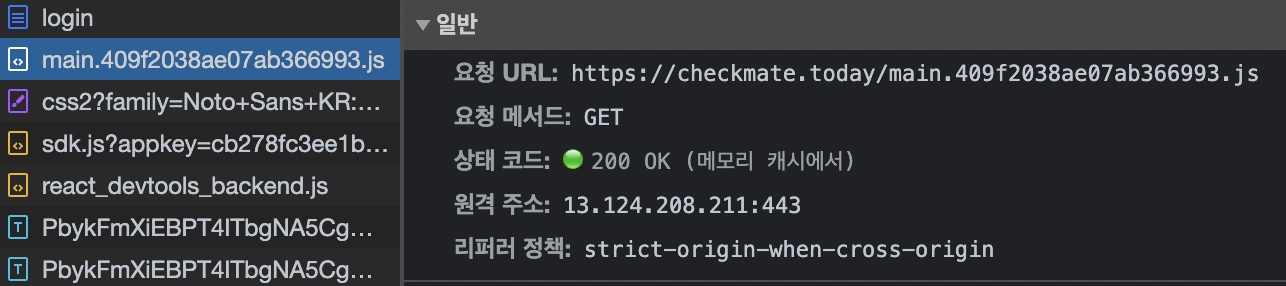 login
main.409f2038ae07ab366993.js
css2?family=Noto+Sans+KR:...
sdk.js?appkey=cb278fc3ee1b...
react_devtools_backend.js
PbykFmXiEBPT4ITbgNA5Cg...
PbykFmXiEBPT4ITbgNA5Cg...
▼ 일반
요청 URL: https://checkmate.today/main.409f2038ae07ab366993.js
요청 메서드: GET
상태 코드: 200 OK (메모리 캐시에서)
원격 주소: 13.124.208.211:443
리퍼러 정책: strict-origin-when-cross-origin